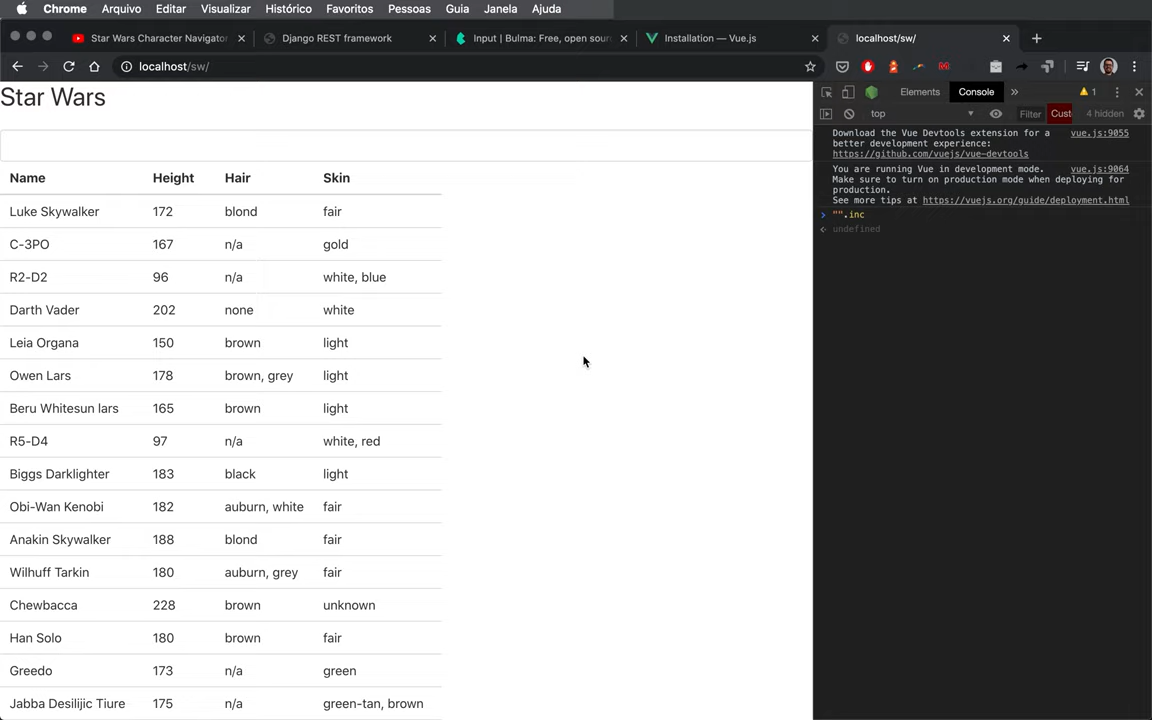 Chrome Arquivo Editar Visualizar Histórico Favoritos Pessoas Guia Janela Ajuda
Star Wars Character Navigator
Django REST framework
Input | Bulma: Free, open sour
Installation — Vue.js
localhost/sw/
localhost/sw/
Star Wars
Name Height Hair Skin
Luke Skywalker 172 blond fair
C-3PO 167 n/a gold
R2-D2 96 n/a white, blue
Darth Vader 202 none white
Leia Organa 150 brown light
Owen Lars 178 brown, grey light
Beru Whitesun lars 165 brown light
R5-D4 97 n/a white, red
Biggs Darklighter 183 black light
Obi-Wan Kenobi 182 auburn, white fair
Anakin Skywalker 188 blond fair
Wilhuff Tarkin 180 auburn, grey fair
Chewbacca 228 brown unknown
Han Solo 180 brown fair
Greedo 173 n/a green
Jabba Desilijic Tiure 175 n/a green-tan, brown
Elements Console » 1
top Filter Cust 4 hidden
Download the Vue Devtools extension for a vue.js:9055
better development experience:
https://github.com/vuejs/vue-devtools
You are running Vue in development mode. vue.js:9064
Make sure to turn on production mode when deploying for
production.
See more tips at https://vuejs.org/guide/deployment.html
"".inc
undefined